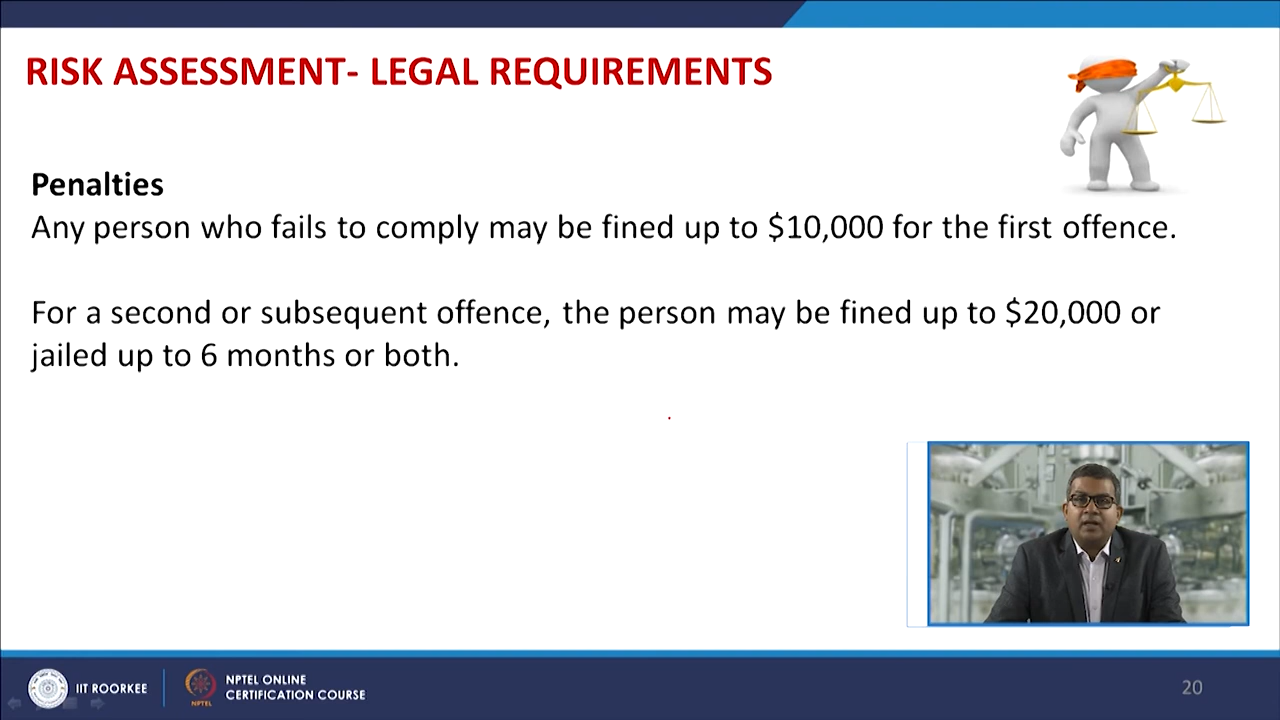 RISK ASSESSMENT- LEGAL REQUIREMENTS
Penalties
Any person who fails to comply may be fined up to $10,000 for the first offence.
For a second or subsequent offence, the person may be fined up to $20,000 or
jailed up to 6 months or both.
IIT ROORKEE
NPTEL
NPTEL ONLINE
CERTIFICATION COURSE
20